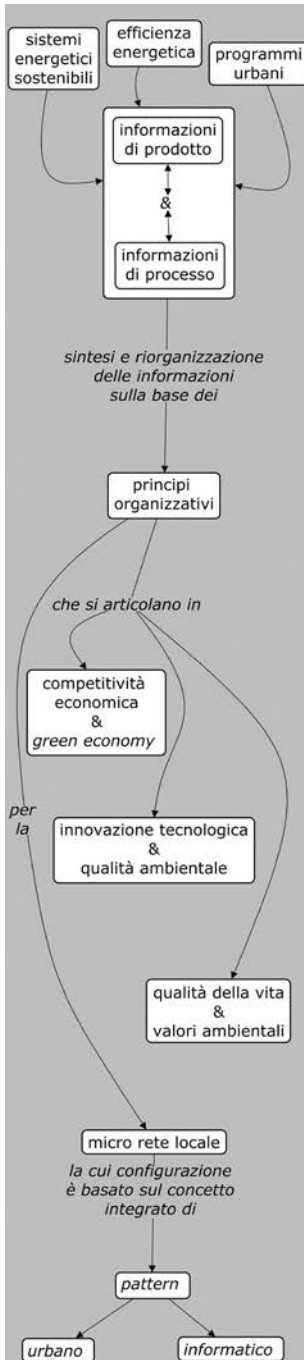 sistemi
energetici
sostenibili
efficienza
energetica
programmi
urbani
informazioni
di prodotto
&
informazioni
di processo
sintesi e riorganizzazione
delle informazioni
sulla base dei
principi
organizzativi
che si articolano in
competitività
economica
&
green economy
per
la
innovazione tecnologica
&
qualità ambientale
qualità della vita
&
valori ambientali
micro rete locale
la cui configurazione
è basato sul concetto
integrato di
pattern
urbano
informatico